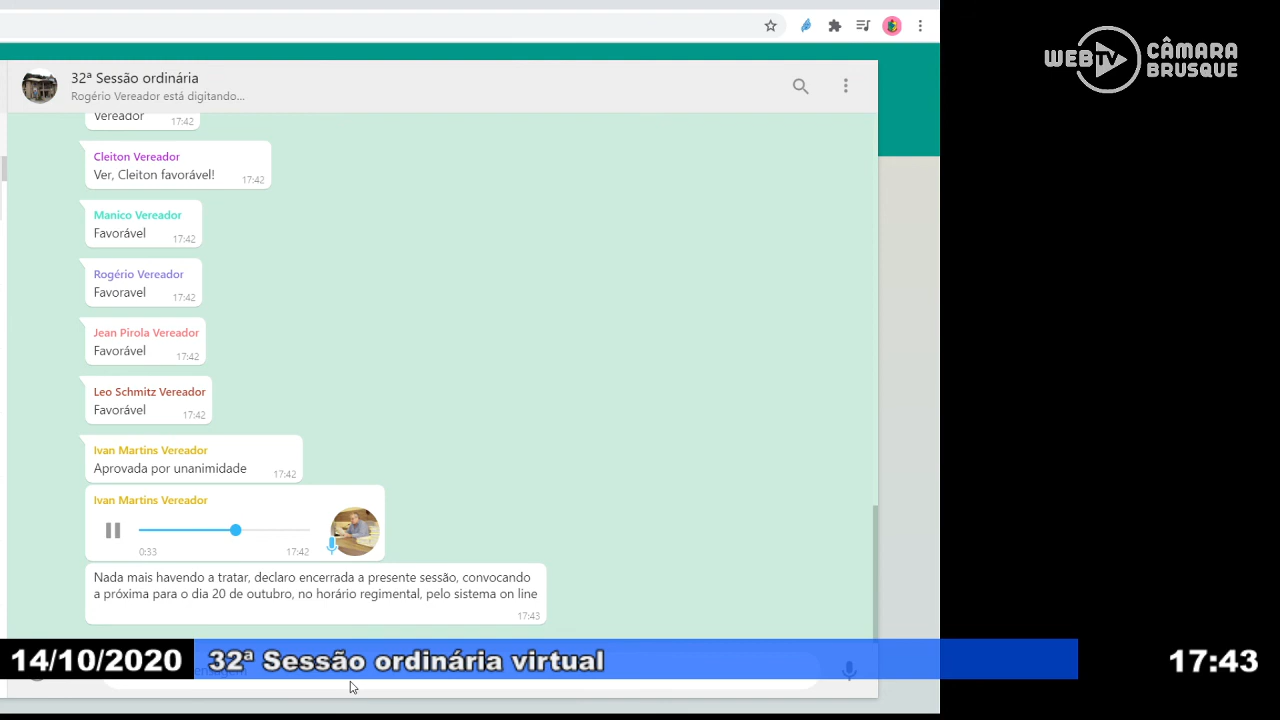 WEB TV CÂMARA
BRUSQUE
32ª Sessão ordinária
Rogério Vereador está digitando...
Vereador
17:42
Cleiton Vereador
Ver, Cleiton favorável!
17:42
Manico Vereador
Favorável
17:42
Rogério Vereador
Favoravel
17:42
Jean Pirola Vereador
Favorável
17:42
Leo Schmitz Vereador
Favorável
17:42
Ivan Martins Vereador
Aprovada por unanimidade
17:42
Ivan Martins Vereador
0:33
17:42
Nada mais havendo a tratar, declaro encerrada a presente sessão, convocando
a próxima para o dia 20 de outubro, no horário regimental, pelo sistema on line
17:43
14/10/2020 32ª Sessão ordinária virtual 17:43